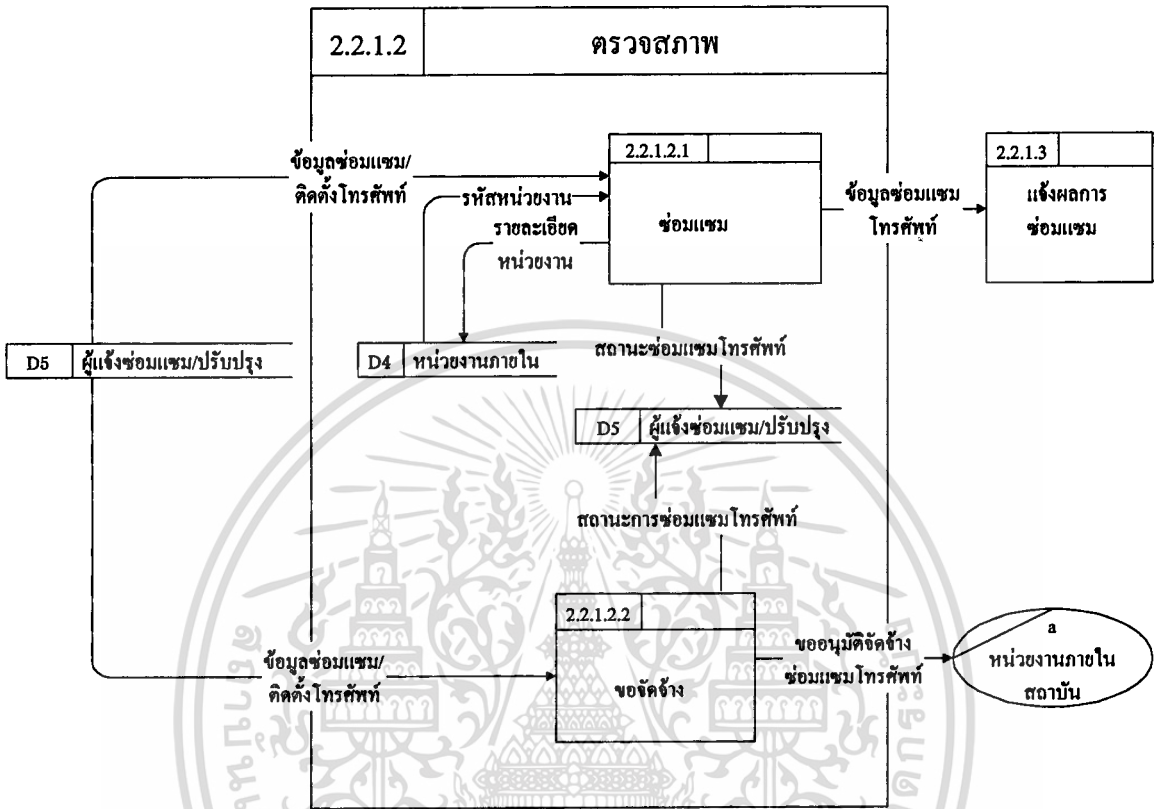 2.2.1.2
ตรวจสภาพ
ข้อมูลซ่อมแซม/
ติดตั้งโทรศัพท์
2.2.1.2.1
ซ่อมแซม
รหัสหน่วยงาน
รายละเอียด
หน่วยงาน
ข้อมูลซ่อมแซม
โทรศัพท์
2.2.1.3
แจ้งผลการ
ซ่อมแซม
D5 ผู้แจ้งซ่อมแซม/ปรับปรุง
D4 หน่วยงานภายใน
สถานะซ่อมแซมโทรศัพท์
D5 ผู้แจ้งซ่อมแซม/ปรับปรุง
สถานะการซ่อมแซมโทรศัพท์
ข้อมูลซ่อมแซม/
ติดตั้งโทรศัพท์
2.2.1.2.2
ขอจัดจ้าง
ขออนุมัติจัดจ้าง
ซ่อมแซมโทรศัพท์
a
หน่วยงานภายใน
สถาบัน